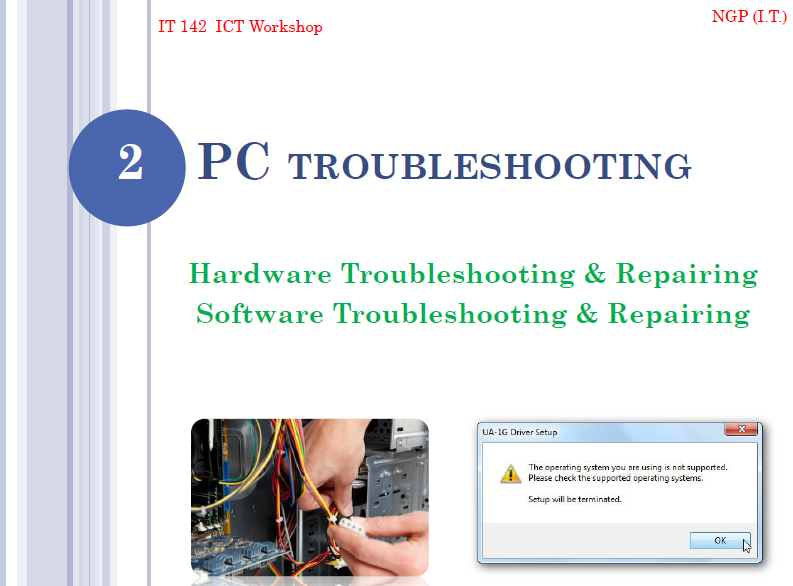 IT 142 ICT Workshop
NGP (I.T.)
2
PC TROUBLESHOOTING
Hardware Troubleshooting & Repairing
Software Troubleshooting & Repairing
UA-1G Driver Setup
The operating system you are using is not supported.
Please check the supported operating systems.
Setup will be terminated.
OK